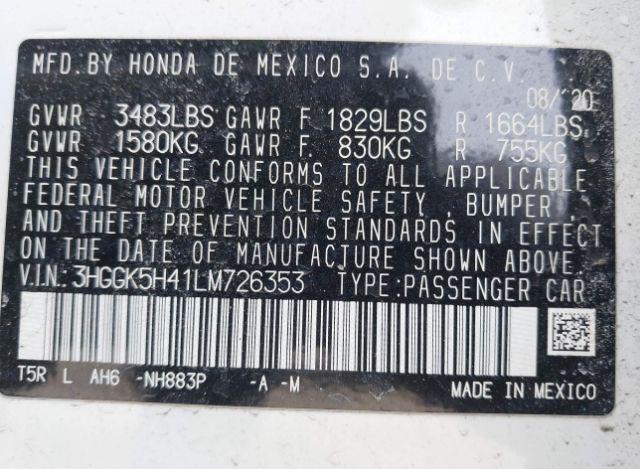 MFD.BY HONDA DE MEXICO S.A. DE C.V.
08/'20
GVWR 3483LBS GAWR F 1829LBS R 1664LBS
GVWR 1580KG GAWR F. 830KG R 755KG
THIS VEHICLE CONFORMS TO ALL APPLICABLE
FEDERAL MOTOR VEHICLE SAFETY , BUMPER ,
AND THEFT PREVENTION STANDARDS IN EFFECT
ON THE DATE OF MANUFACTURE SHOWN ABOVE.
V.I.N.: 3HGGK5H41LM726353 TYPE:PASSENGER CAR
T5R L AH6 -NH883P -A -M
MADE IN MEXICO